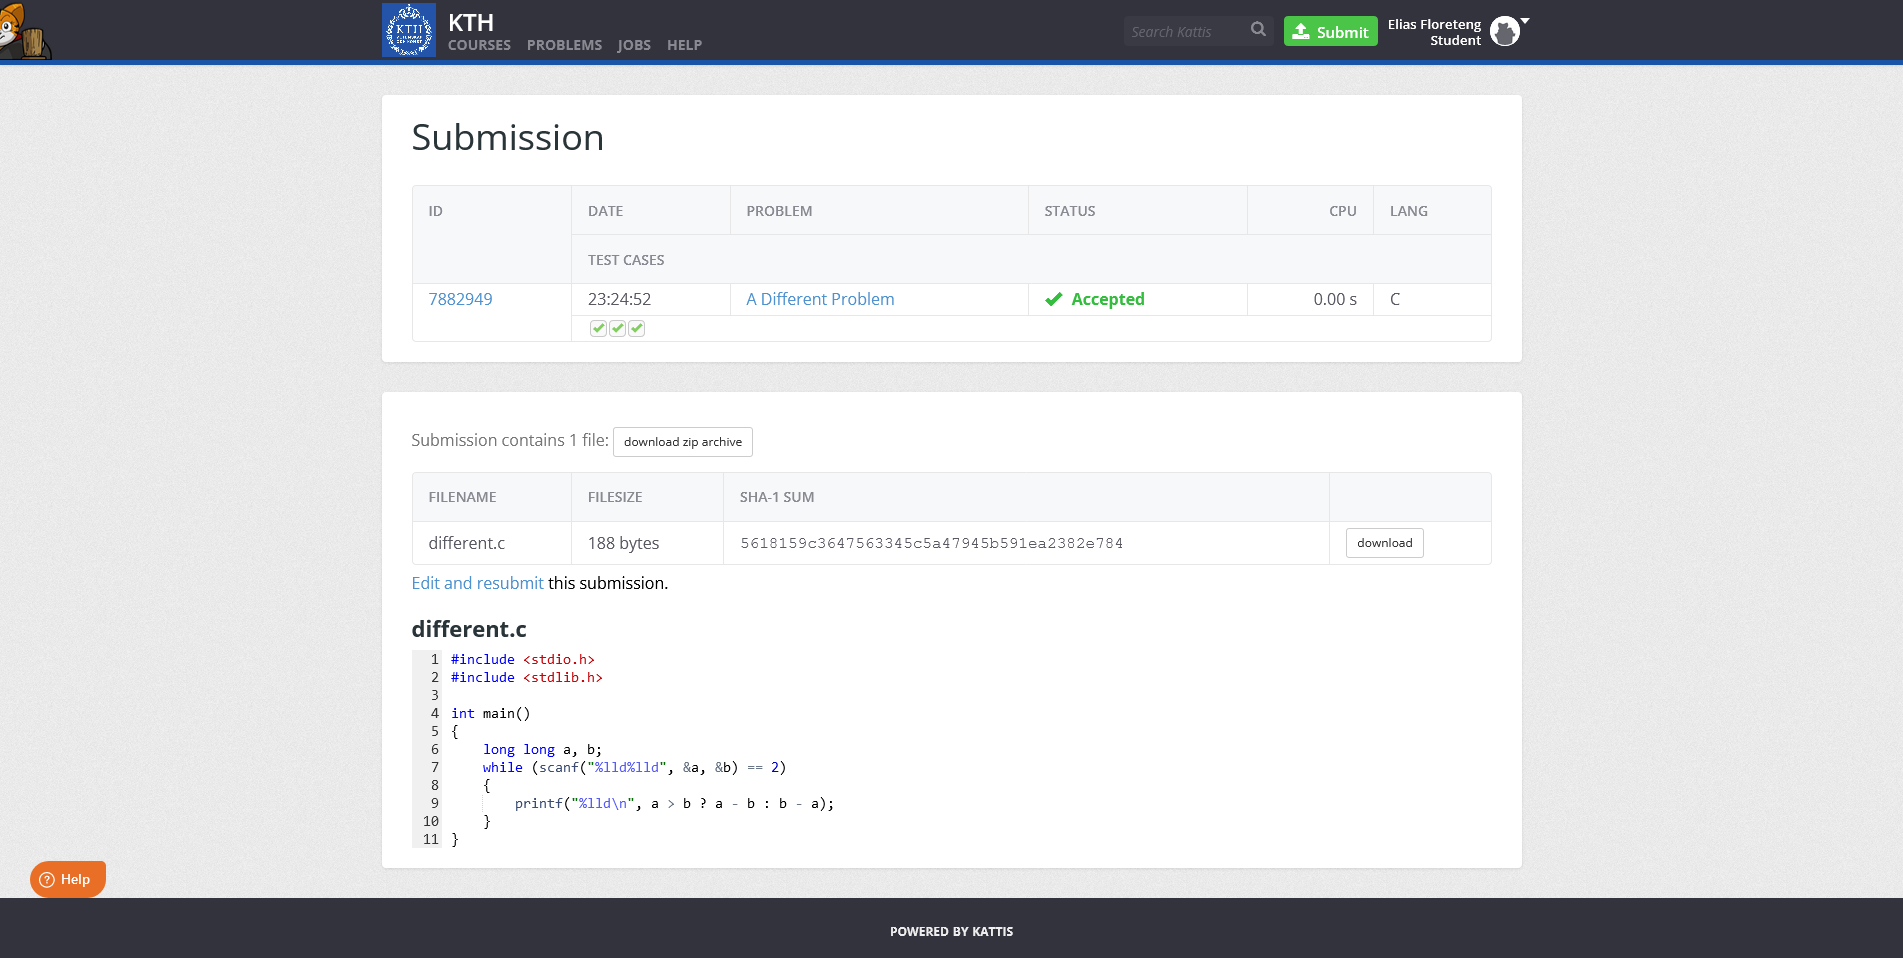 KTH
COURSES PROBLEMS JOBS HELP
Search Kattis
Submit
Elias Floreteng
Student
KTH
Submission
ID DATE PROBLEM STATUS CPU LANG
TEST CASES
7882949 23:24:52 A Different Problem Accepted 0.00 s C
Submission contains 1 file: download zip archive
FILENAME FILESIZE SHA-1 SUM
different.c 188 bytes 5618159c3647563345c5a47945b591ea2382e784 download
Edit and resubmit this submission.
different.c
1 #include <stdio.h>
2 #include <stdlib.h>
3
4 int main()
5 {
6 long long a, b;
7 while (scanf("%lld%lld", &a, &b) == 2)
8 {
9 printf("%lld\n", a > b ? a - b : b - a);
10 }
11 }
Help
POWERED BY KATTIS